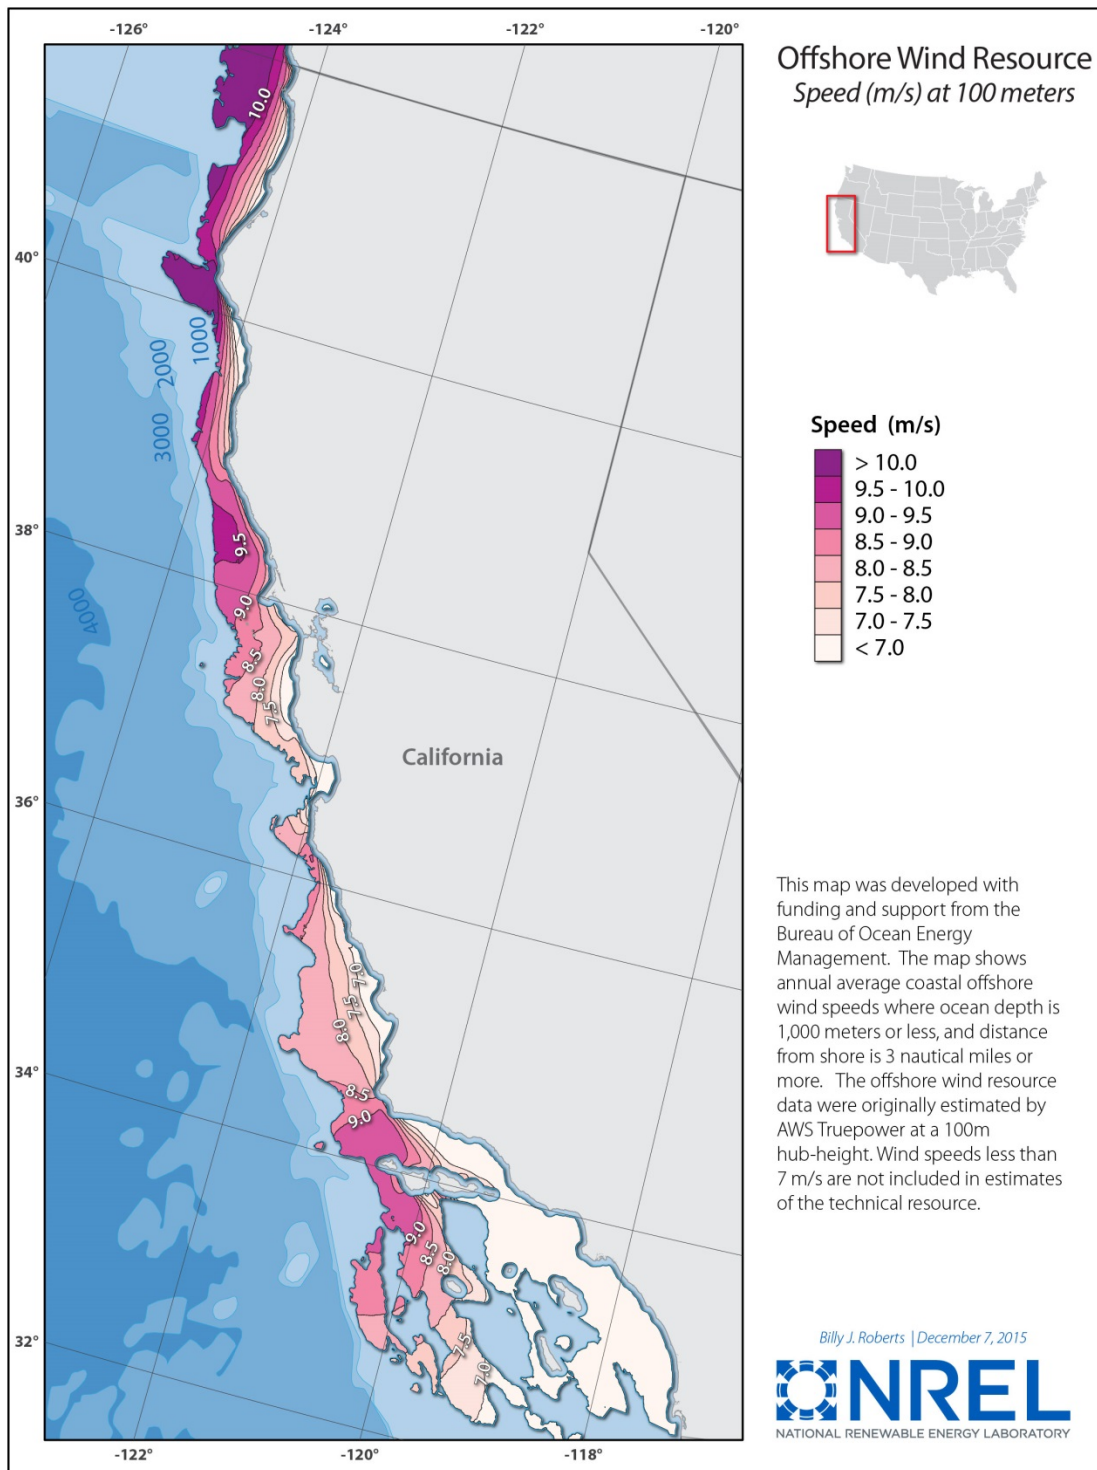 -126°
-124°
-122°
-120°
Offshore Wind Resource
Speed (m/s) at 100 meters
10.0
40°
1000
2000
3000
Speed (m/s)
> 10.0
9.5 - 10.0
9.0 - 9.5
8.5 - 9.0
8.0 - 8.5
7.5 - 8.0
7.0 - 7.5
< 7.0
38°
9.5
4000
9.0
8.5
8.0
7.5
California
36°
7.0
7.5
8.0
This map was developed with
funding and support from the
Bureau of Ocean Energy
Management. The map shows
annual average coastal offshore
wind speeds where ocean depth is
1,000 meters or less, and distance
from shore is 3 nautical miles or
more. The offshore wind resource
data were originally estimated by
AWS Truepower at a 100m
hub-height. Wind speeds less than
7 m/s are not included in estimates
of the technical resource.
34°
8.5
9.0
9.0
8.5
8.0
32°
7.5
7.0
Billy J. Roberts | December 7, 2015
NREL
NATIONAL RENEWABLE ENERGY LABORATORY
-122°
-120°
-118°